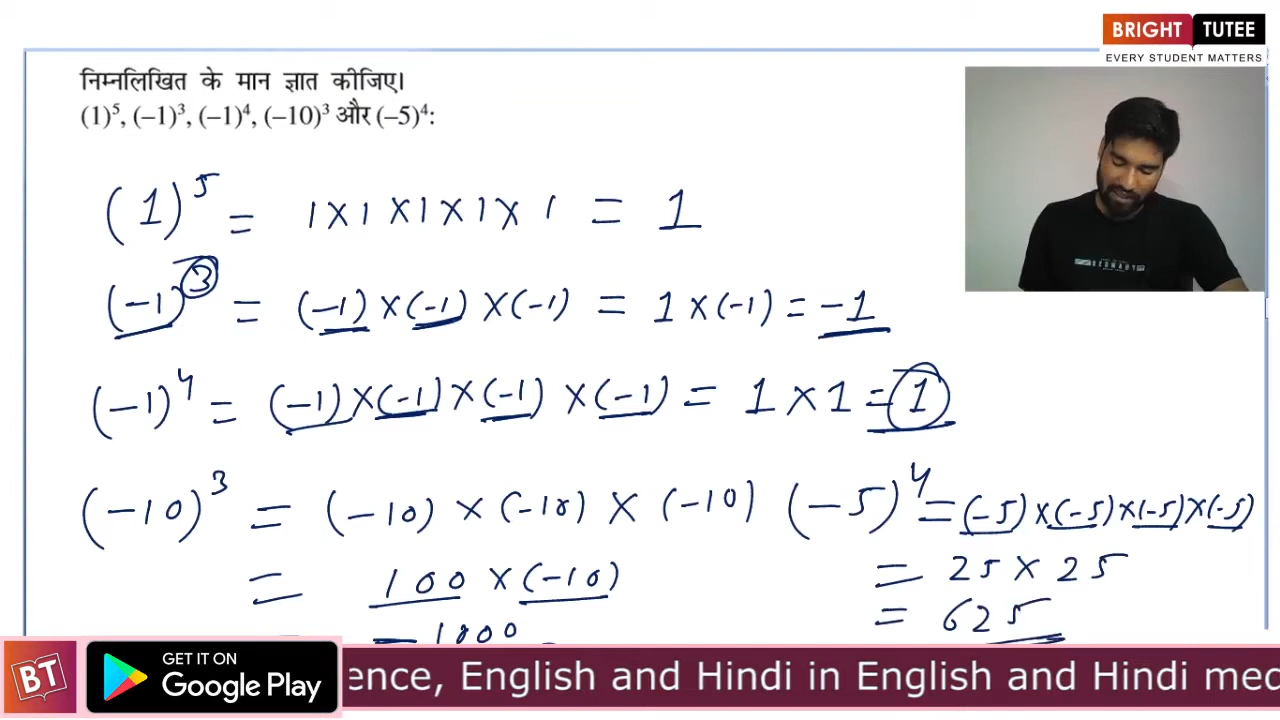 BRIGHT TUTEE
EVERY STUDENT MATTERS
निम्नलिखित के मान ज्ञात कीजिए।
(1)⁵, (–1)³, (–1)⁴, (–10)³ और (–5)⁴:
(1)⁵ = 1×1×1×1×1 = 1
(-1)³ = (-1)×(-1)×(-1) = 1×(-1) = -1
(-1)⁴ = (-1)×(-1)×(-1)×(-1) = 1×1=1
(-10)³ = (-10)×(-10)×(-10)
= 100×(-10)
= -1000
(-5)⁴ = (-5)×(-5)×(-5)×(-5)
= 25×25
= 625
BT
GET IT ON
Google Play
ence, English and Hindi in English and Hindi med